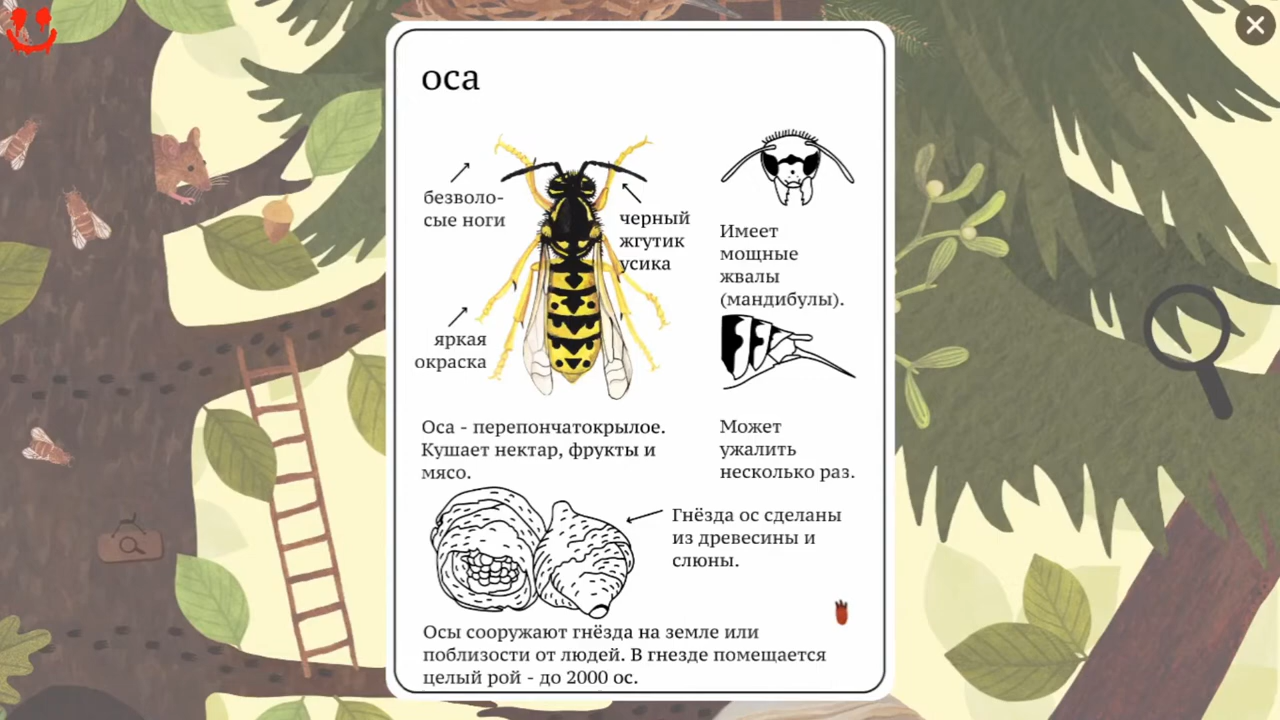 оса
безволо-
сые ноги
черный
жгутик
усика
Имеет
мощные
жвалы
(мандибулы).
яркая
окраска
Оса - перепончатокрылое.
Кушает нектар, фрукты и
мясо.
Может
ужалить
несколько раз.
Гнёзда ос сделаны
из древесины и
слюны.
Осы сооружают гнёзда на земле или
поблизости от людей. В гнезде помещается
целый рой - до 2000 ос.